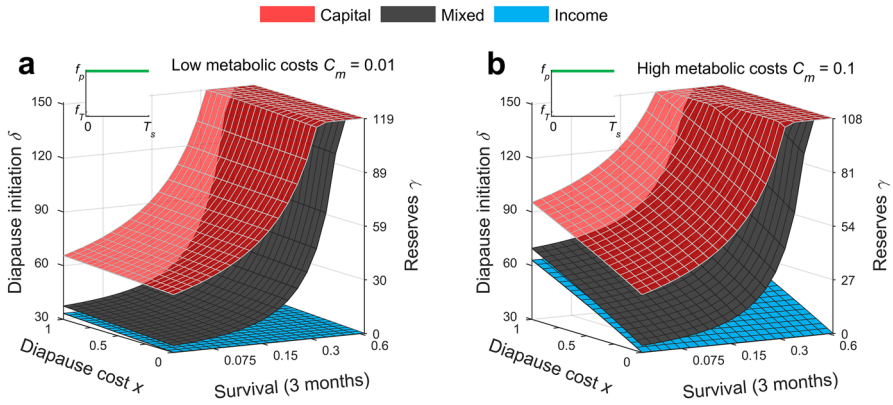 Capital Mixed Income
a
Low metabolic costs C_m = 0.01
f_p
f_T
0 T_s
Diapause initiation δ
150
120
90
60
30
119
89
59
30
0
Reserves γ
1
0.5
0
Diapause cost x
0.075
0.15
0.3
0.6
Survival (3 months)
b
High metabolic costs C_m = 0.1
f_p
f_T
0 T_s
Diapause initiation δ
150
120
90
60
30
108
81
54
27
0
Reserves γ
1
0.5
0
Diapause cost x
0.075
0.15
0.3
0.6
Survival (3 months)